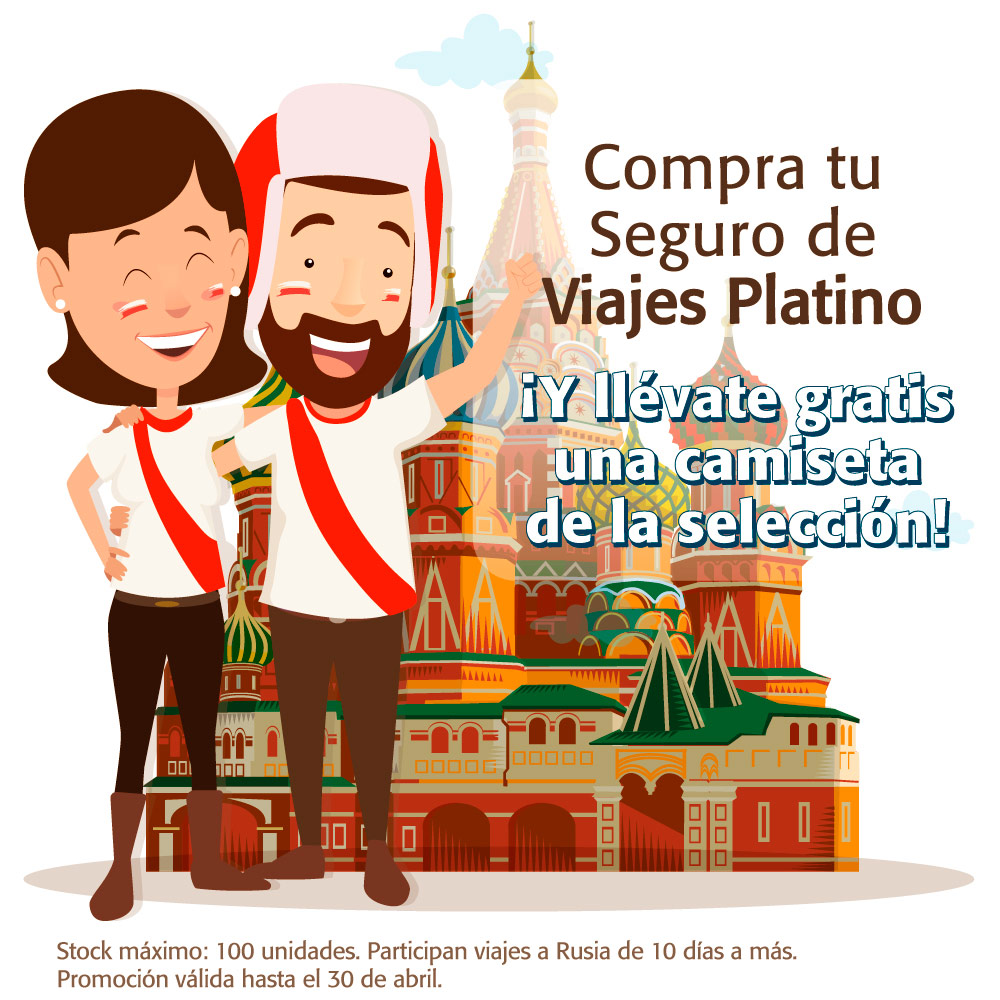 Compra tu
Seguro de
Viajes Platino
¡Y llévate gratis
una camiseta
de la selección!
Stock máximo: 100 unidades. Participan viajes a Rusia de 10 días a más.
Promoción válida hasta el 30 de abril.